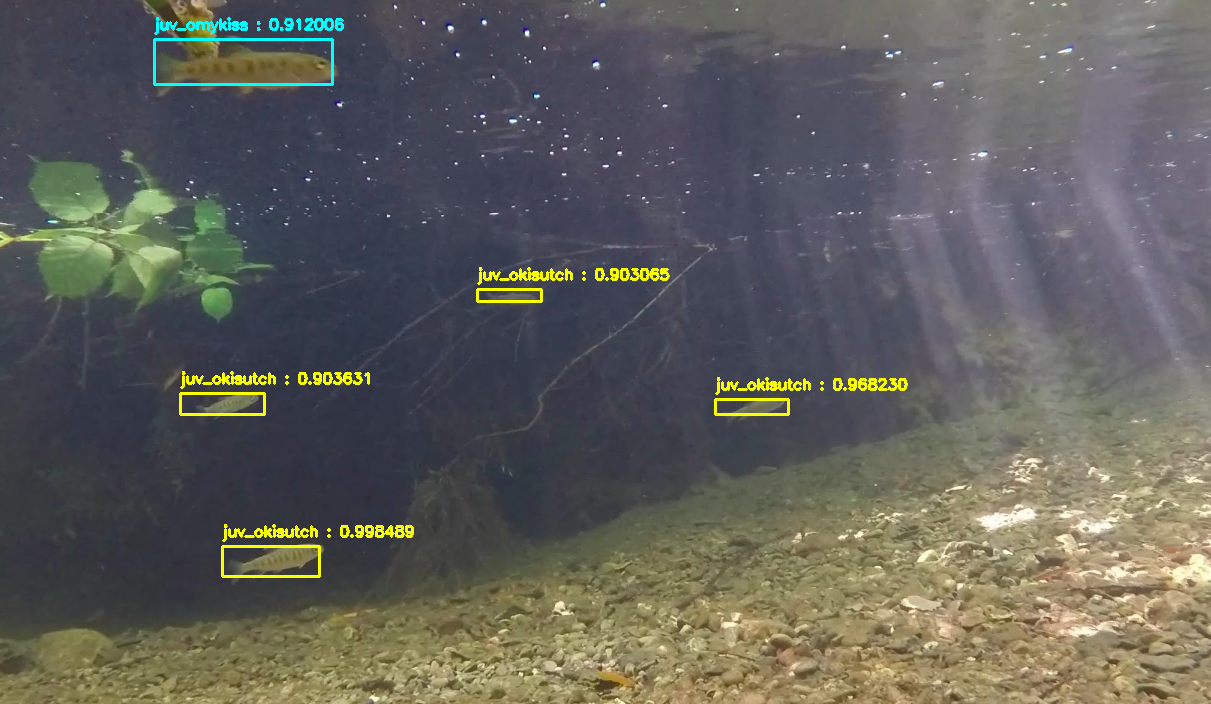 juv_omykiss : 0.912006
juv_okisutch : 0.903065
juv_okisutch : 0.903631
juv_okisutch : 0.968230
juv_okisutch : 0.998489